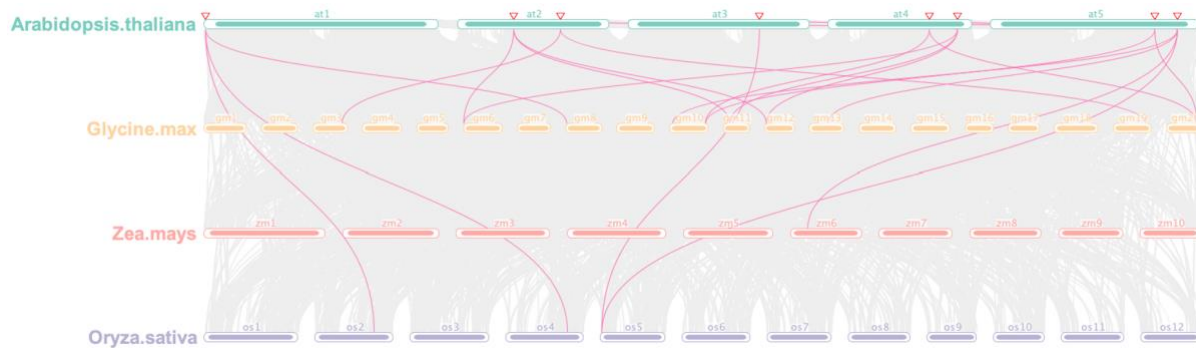 Arabidopsis.thaliana at1 at2 at3 at4 at5
Glycine.max gm1 gm2 gm3 gm4 gm5 gm6 gm7 gm8 gm9 gm10 gm11 gm12 gm13 gm14 gm15 gm16 gm17 gm18 gm19
Zea.mays zm1 zm2 zm3 zm4 zm5 zm6 zm7 zm8 zm9 zm10
Oryza.sativa os1 os2 os3 os4 os5 os6 os7 os8 os9 os10 os11 os12